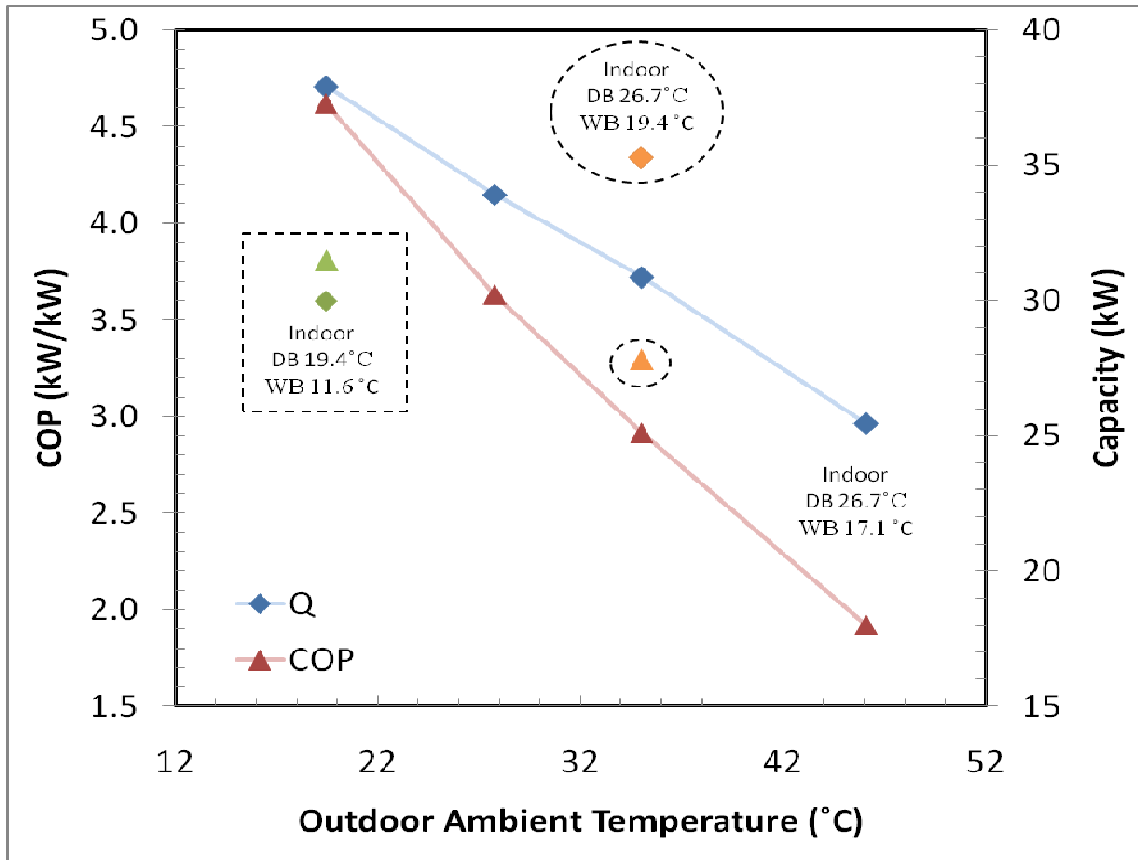 5.0
4.5
4.0
3.5
3.0
2.5
2.0
1.5
COP (kW/kW)
40
35
30
25
20
15
Capacity (kW)
Indoor
DB 26.7˚C
WB 19.4˚C
Indoor
DB 19.4˚C
WB 11.6˚C
Indoor
DB 26.7˚C
WB 17.1˚C
Q
COP
12 22 32 42 52
Outdoor Ambient Temperature (˚C)